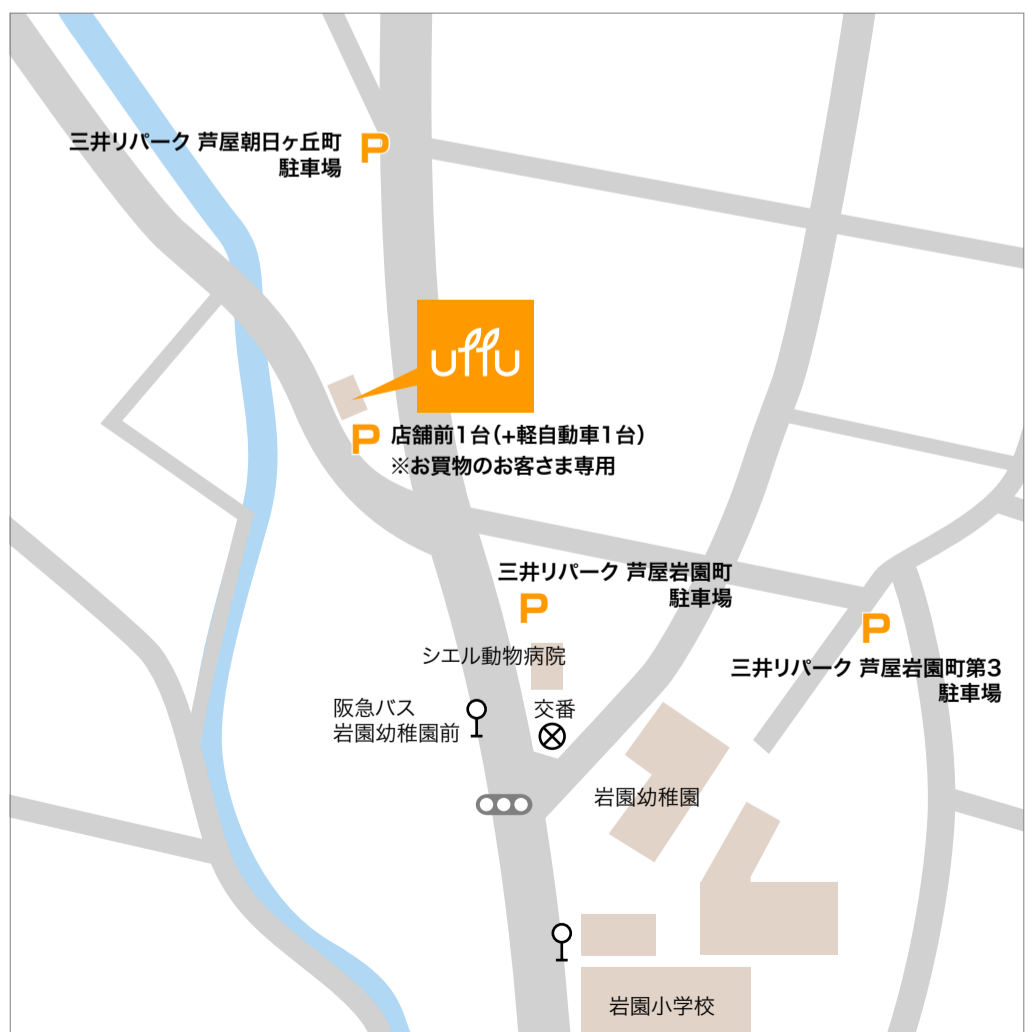 三井リパーク 芦屋朝日ヶ丘町
駐車場
P
uffu
P
店舗前1台(+軽自動車1台)
※お買物のお客さま専用
三井リパーク 芦屋岩園町
駐車場
P
P
シエル動物病院
三井リパーク 芦屋岩園町第3
駐車場
阪急バス
岩園幼稚園前
交番
岩園幼稚園
岩園小学校